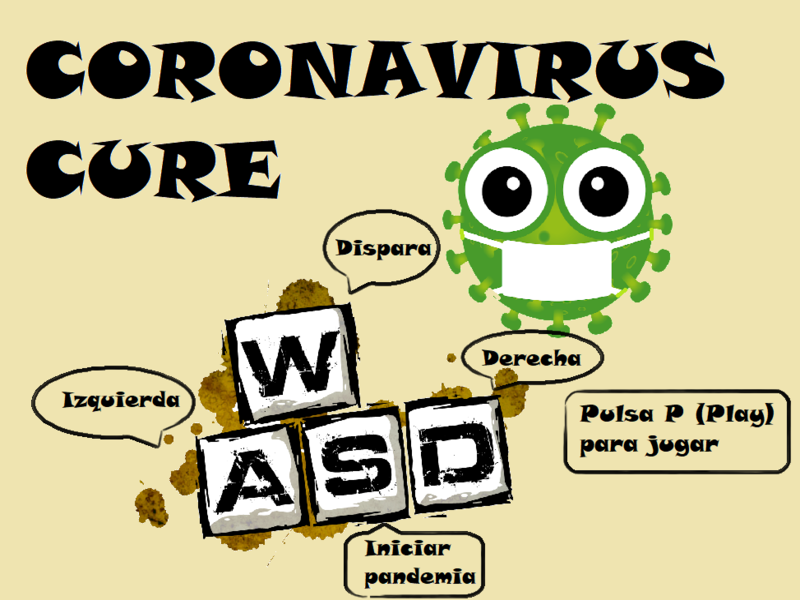 CORONAVIRUS
CURE
Dispara
W
Derecha
Izquierda
Pulsa P (Play)
para jugar
A S D
Iniciar
pandemia